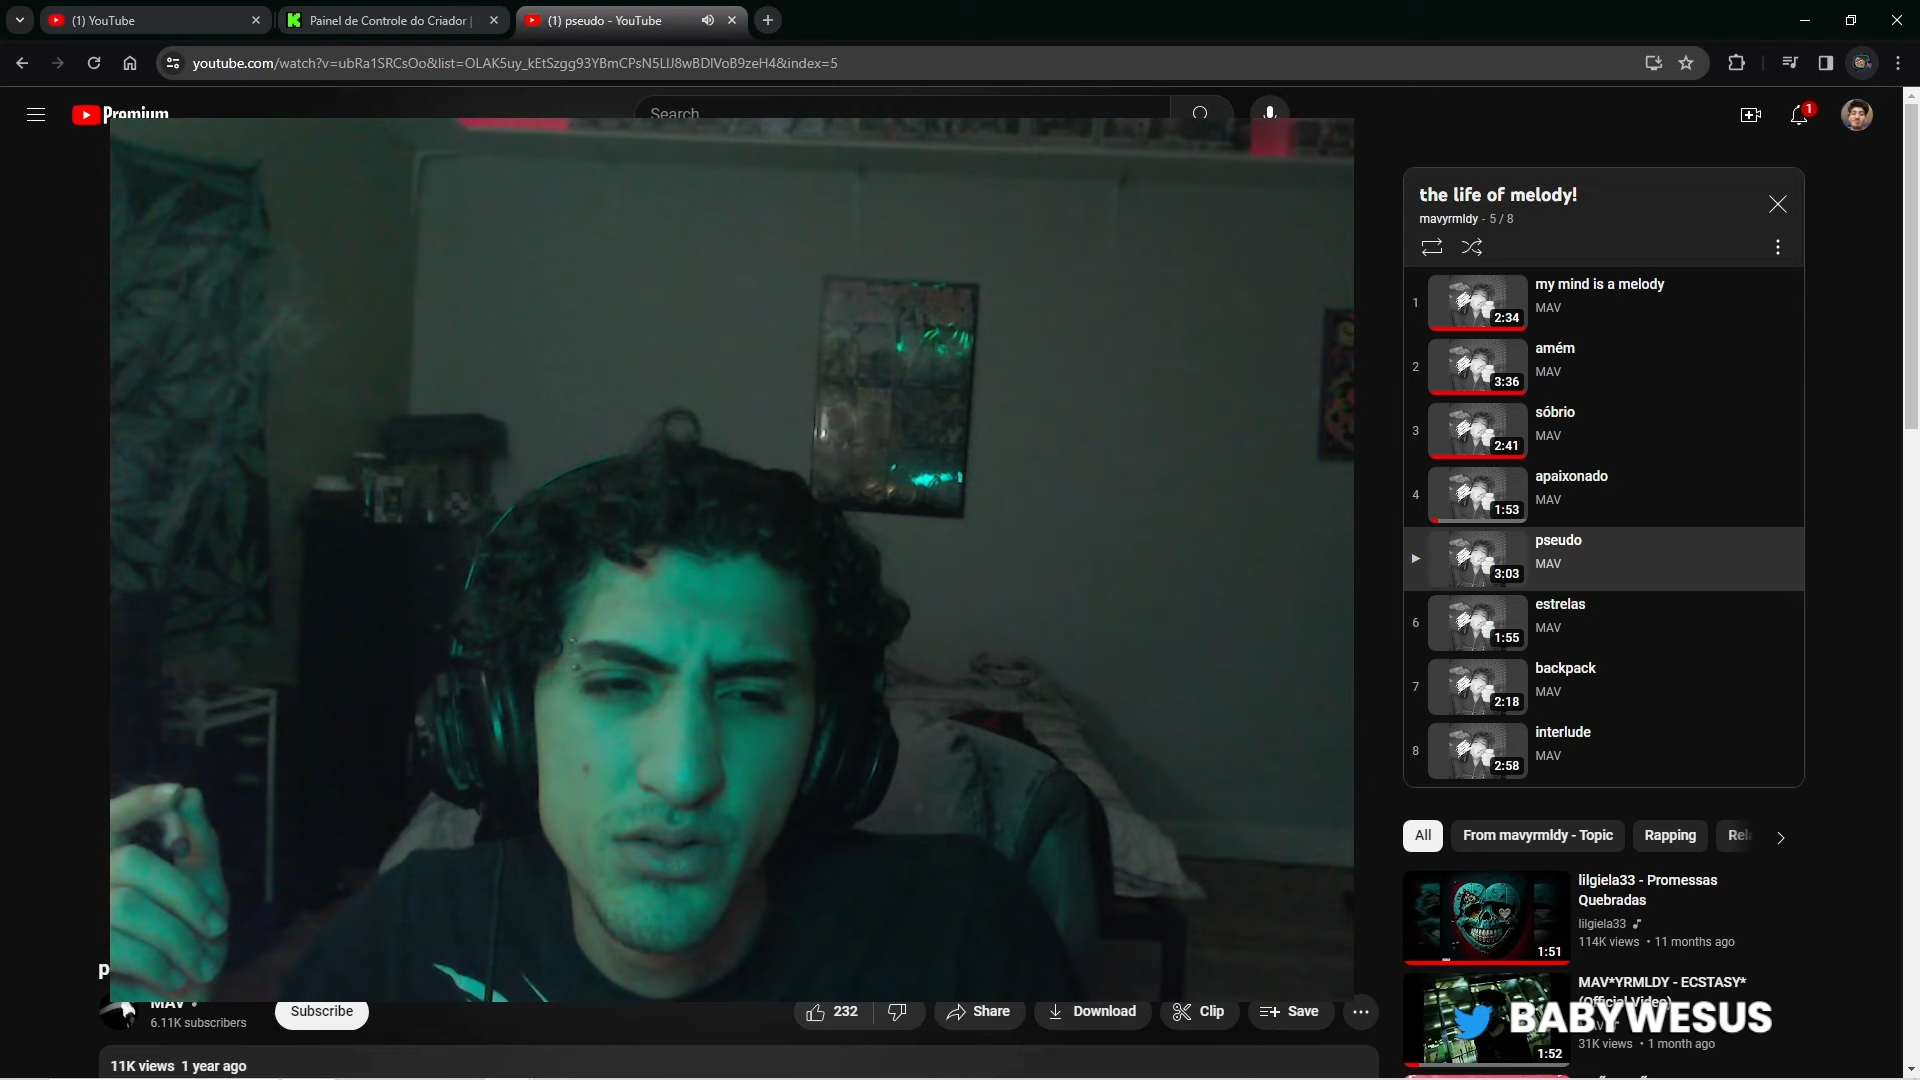 (1) YouTube
Painel de Controle do Criador |
(1) pseudo - YouTube
youtube.com/watch?v=ubRa1SRCsOo&list=OLAK5uy_kEtSzgg93YBmCPsN5LIJ8wBDlVoB9zeH4&index=5
Premium
Search
1
the life of melody!
mavyrmldy - 5 / 8
1
my mind is a melody
MAV
2:34
2
amém
MAV
3:36
3
sóbrio
MAV
2:41
4
apaixonado
MAV
1:53
pseudo
MAV
3:03
6
estrelas
MAV
1:55
7
backpack
MAV
2:18
8
interlude
MAV
2:58
All
From mavyrmldy - Topic
Rapping
lilgiela33 - Promessas
Quebradas
lilgiela33
114K views • 11 months ago
1:51
MAV*YRMLDY - ECSTASY*
(Official Video)
BABYWESUS
31K views • 1 month ago
1:52
p
MAV
6.11K subscribers
Subscribe
232
Share
Download
Clip
Save
11K views 1 year ago